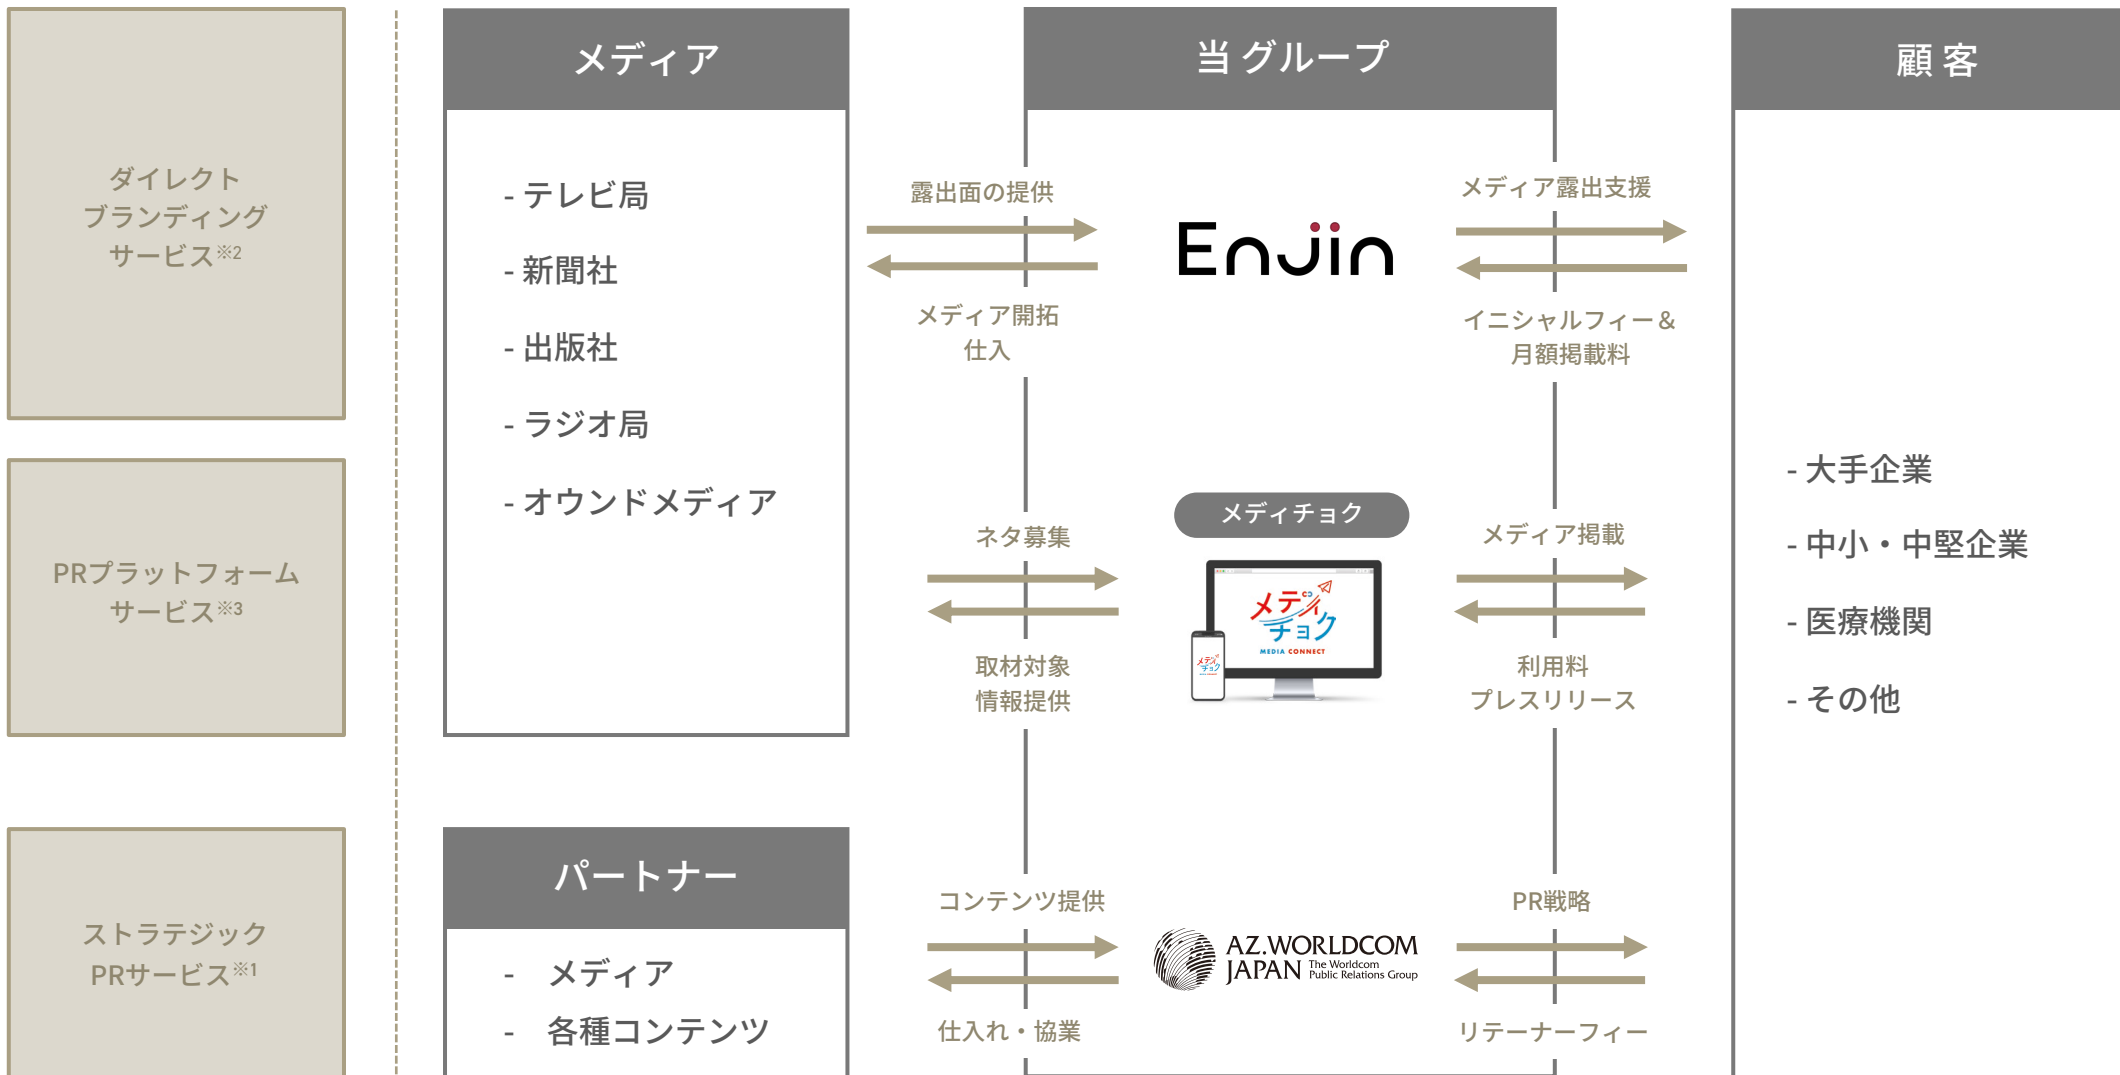 ダイレクト
ブランディング
サービス※2
PRプラットフォーム
サービス※3
ストラテジック
PRサービス※1
メディア
- テレビ局
- 新聞社
- 出版社
- ラジオ局
- オウンドメディア
パートナー
- メディア
- 各種コンテンツ
露出面の提供
メディア開拓
仕入
ネタ募集
取材対象
情報提供
コンテンツ提供
仕入れ・協業
当 グループ
Enjin
メディチョク
メディ
チョク
MEDIA CONNECT
メディ
チョク
AZ.WORLDCOM
JAPAN The Worldcom
Public Relations Group
メディア露出支援
イニシャルフィー＆
月額掲載料
メディア掲載
利用料
プレスリリース
PR戦略
リテーナーフィー
顧 客
- 大手企業
- 中小・中堅企業
- 医療機関
- その他